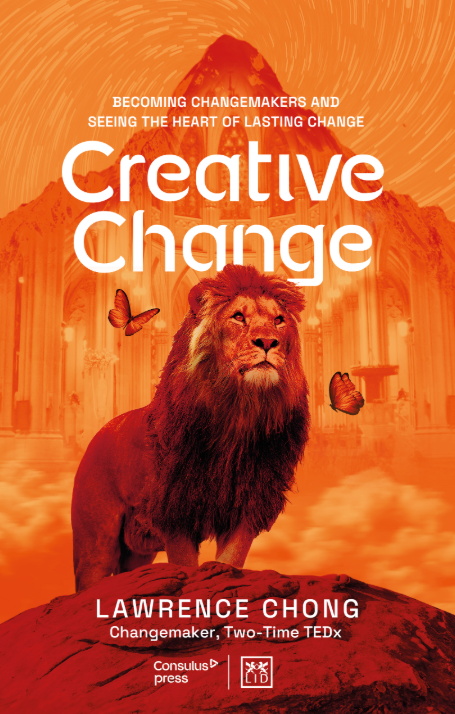 BECOMING CHANGEMAKERS AND
SEEING THE HEART OF LASTING CHANGE
Creative
Change
LAWRENCE CHONG
Changemaker, Two-Time TEDx
Consulus
press
LID